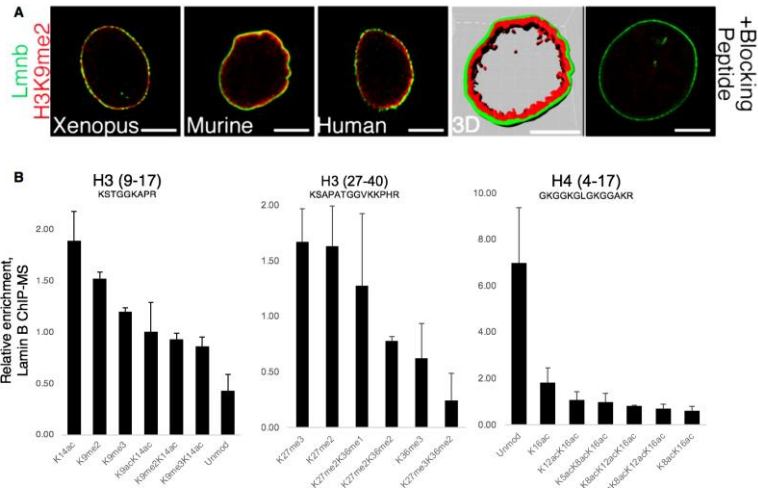 A
Lmnb
H3K9me2
Xenopus
Murine
Human
3D
+Blocking
Peptide
B
Relative enrichment,
Lamin B ChIP-MS
H3 (9-17)
KSTGGKAPR
2.00
1.50
1.00
0.50
0.00
K14ac
K9me2
K9me3
K9acK14ac
K9me2K14ac
K9me3K14ac
Unmod
H3 (27-40)
KSAPATGGVKKPHR
2.00
1.50
1.00
0.50
0.00
K27me3
K27me2
K27me2K36me1
K27me2K36me2
K36me3
K27me3K36me2
H4 (4-17)
GKGGKGLGKGGAKR
10.00
8.00
6.00
4.00
2.00
0.00
Unmod
K16ac
K12acK16ac
K5acK8acK16ac
K8acK12acK16ac
K8acK12acK16ac
K8acK16ac